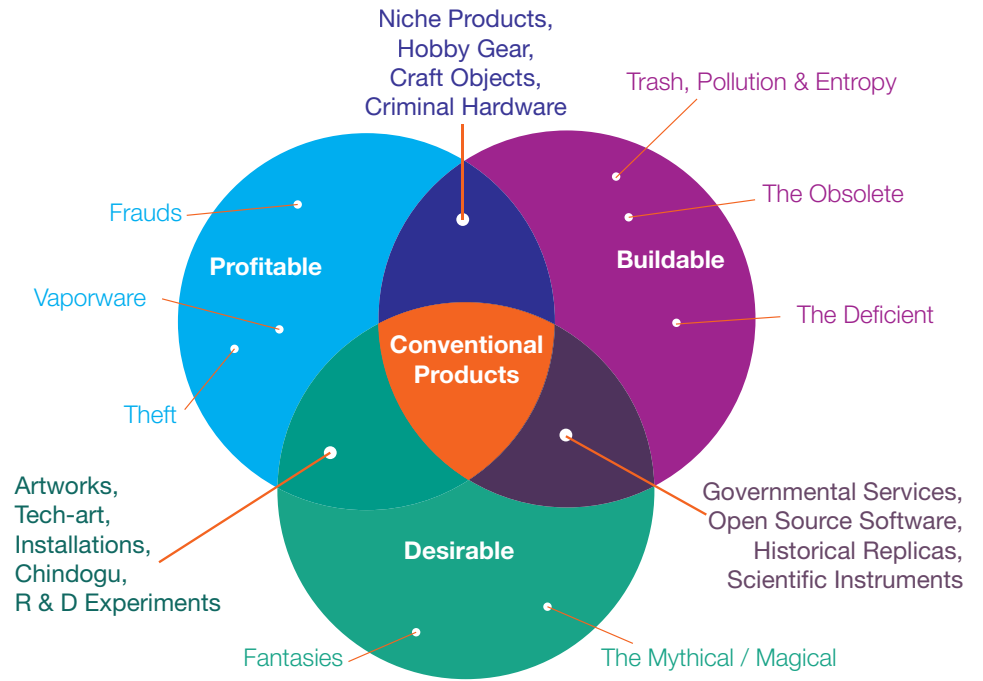 Niche Products,
Hobby Gear,
Craft Objects,
Criminal Hardware
Trash, Pollution & Entropy
The Obsolete
Frauds
Profitable
Buildable
Vaporware
The Deficient
Conventional
Products
Theft
Artworks,
Tech-art,
Installations,
Chindogu,
R & D Experiments
Governmental Services,
Open Source Software,
Historical Replicas,
Scientific Instruments
Desirable
Fantasies
The Mythical / Magical